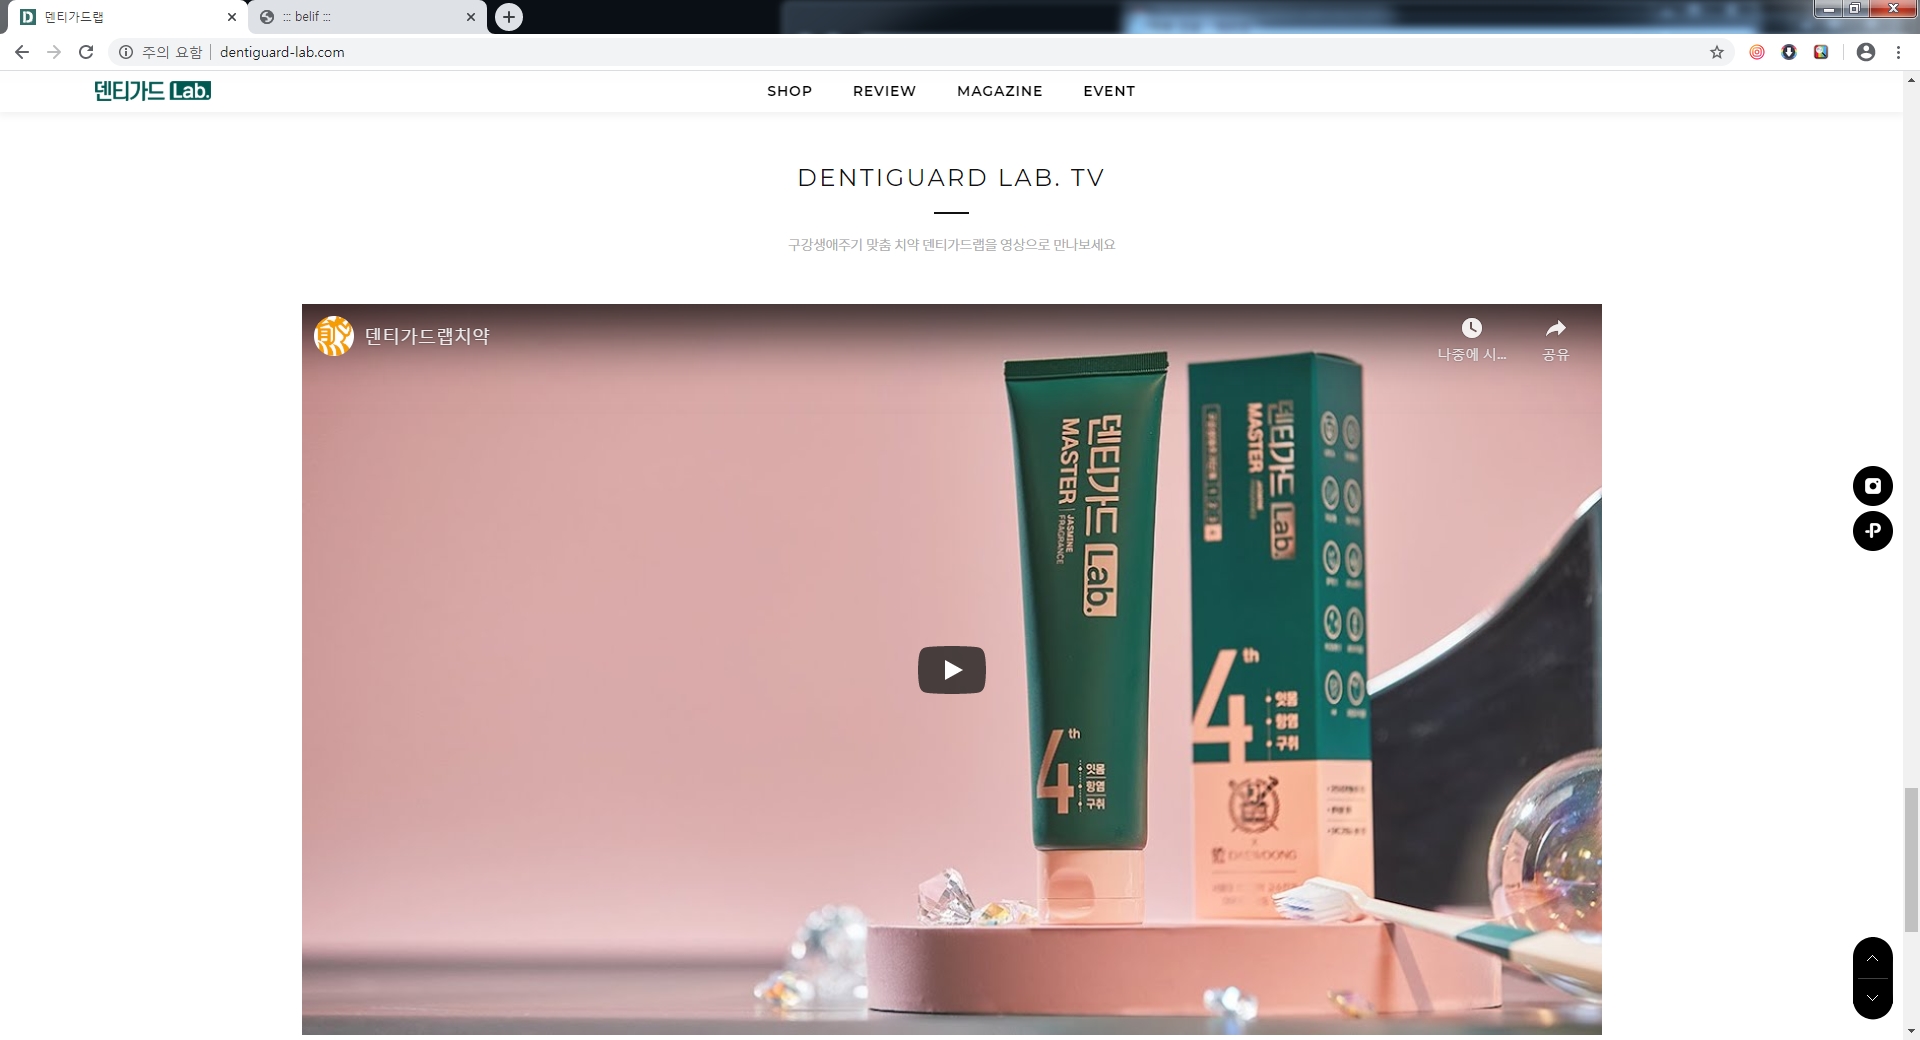 덴티가드랩
::: belif :::
주의 요함
dentiguard-lab.com
덴티가드 Lab.
SHOP
REVIEW
MAGAZINE
EVENT
DENTIGUARD LAB. TV
구강생애주기 맞춤 치약 덴티가드랩을 영상으로 만나보세요
덴티가드랩치약
나중에 시...
공유
덴티가드 Lab.
MASTER
JASMINE
FRAGRANCE
4th
잇몸
항염
구취
덴티가드 Lab.
MASTER
4th
잇몸
항염
구취
x
DAEWOONG